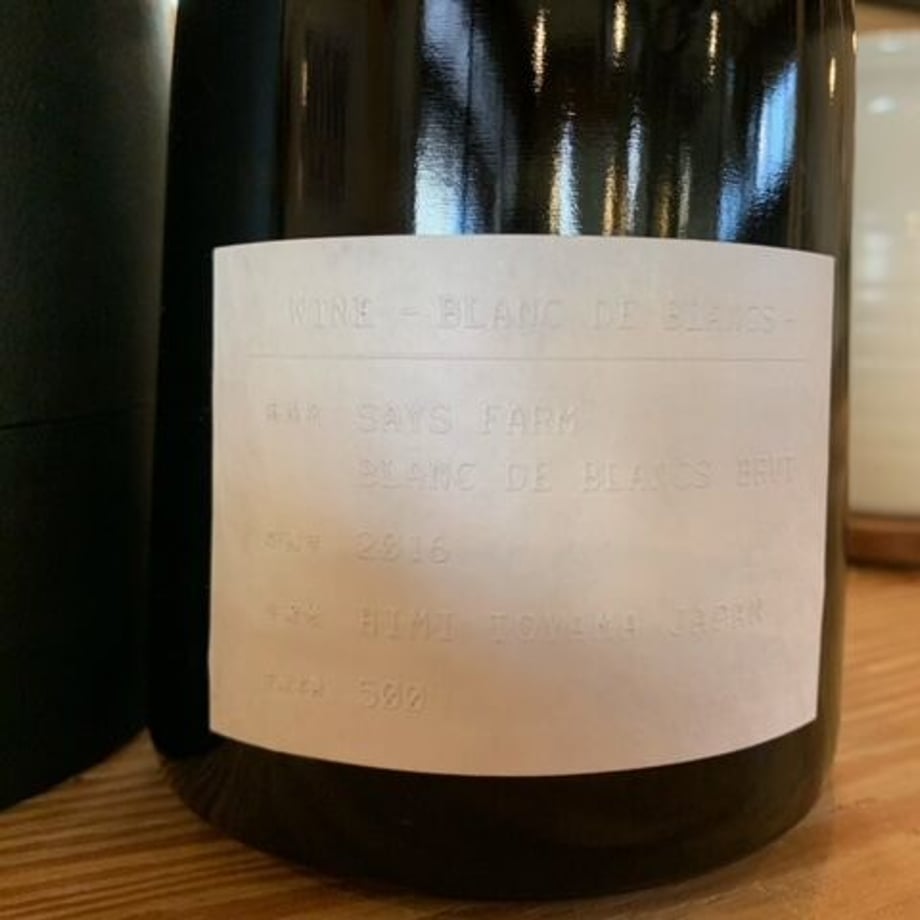 WINE - BLANC DE BLANCS -
SAYS FARM
BLANC DE BLANCS BRUT
2016
HIMI TOYAMA JAPAN
500